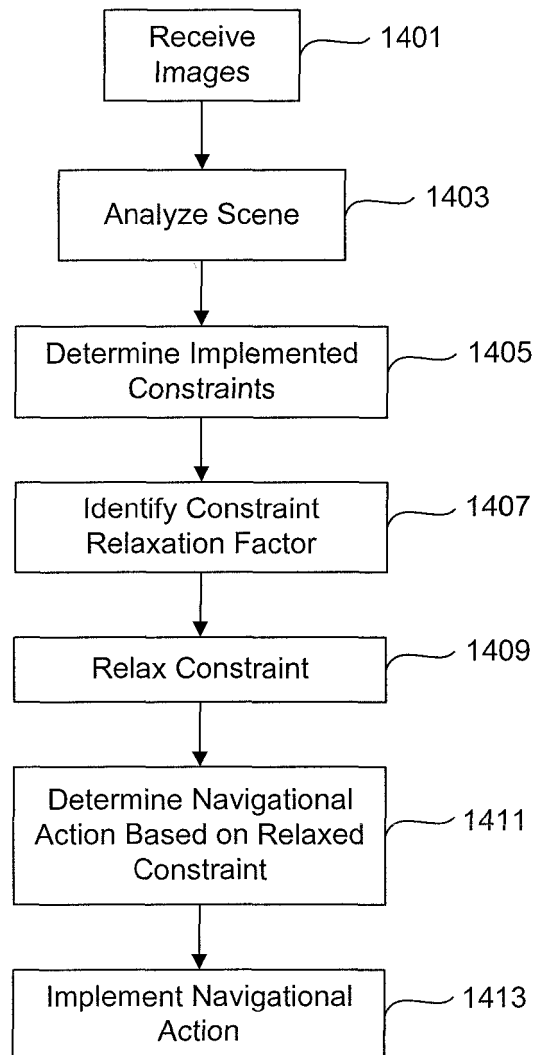 Receive
Images
1401
Analyze Scene
1403
Determine Implemented
Constraints
1405
Identify Constraint
Relaxation Factor
1407
Relax Constraint
1409
Determine Navigational
Action Based on Relaxed
Constraint
1411
Implement Navigational
Action
1413